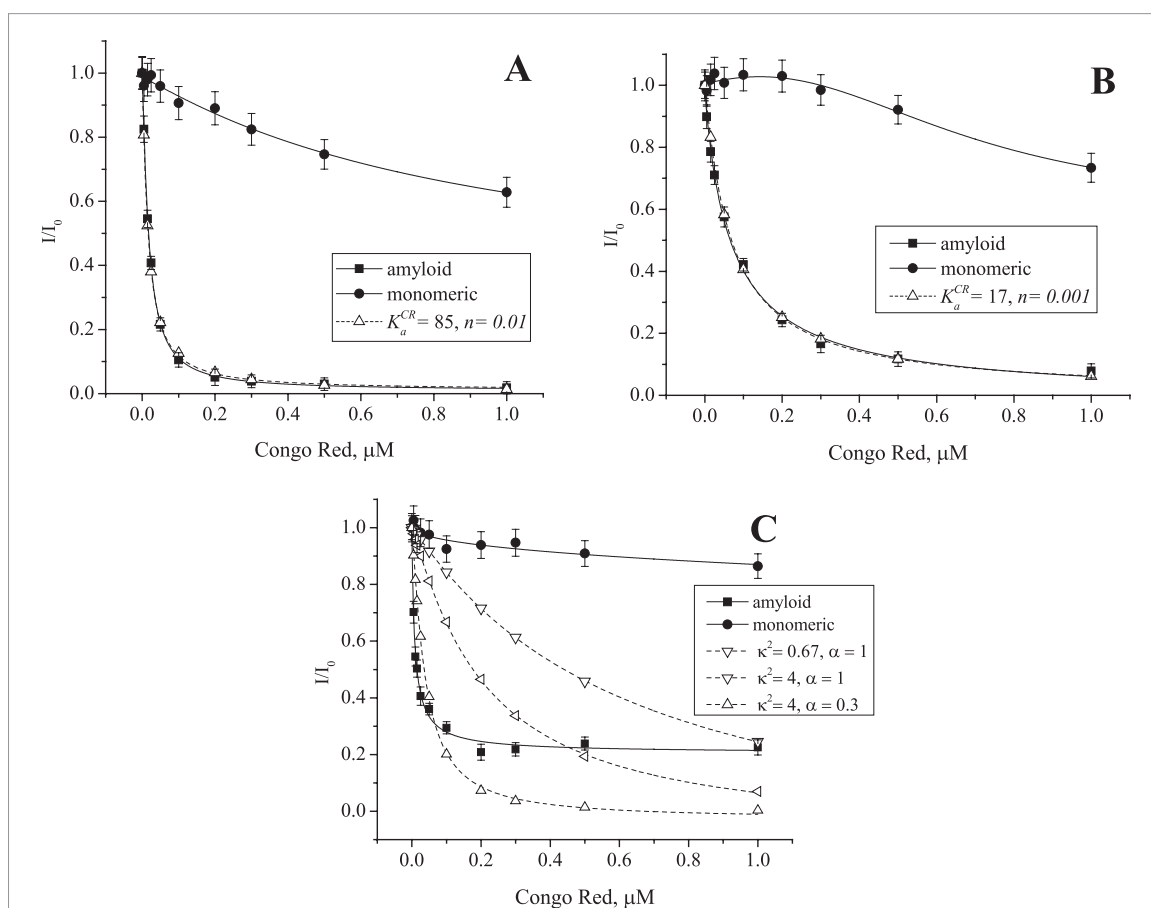 A
1.0
0.8
0.6
0.4
0.2
0.0
I/I0
amyloid
monomeric
K_a^CR = 85, n= 0.01
0.0 0.2 0.4 0.6 0.8 1.0
Congo Red, μM
B
1.0
0.8
0.6
0.4
0.2
0.0
I/I0
amyloid
monomeric
K_a^CR = 17, n= 0.001
0.0 0.2 0.4 0.6 0.8 1.0
Congo Red, μM
C
1.0
0.8
0.6
0.4
0.2
0.0
I/I0
amyloid
monomeric
κ²= 0.67, α = 1
κ²= 4, α = 1
κ²= 4, α = 0.3
0.0 0.2 0.4 0.6 0.8 1.0
Congo Red, μM